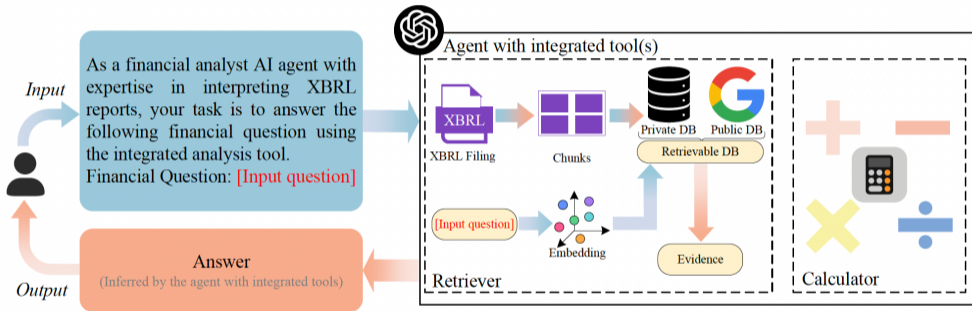 Input
As a financial analyst AI agent with
expertise in interpreting XBRL
reports, your task is to answer the
following financial question using
the integrated analysis tool.
Financial Question: [Input question]
Answer
(Inferred by the agent with integrated tools)
Output
Agent with integrated tool(s)
XBRL
XBRL Filing
Chunks
Private DB
Public DB
Retrievable DB
[Input question]
Embedding
Evidence
Retriever
Calculator